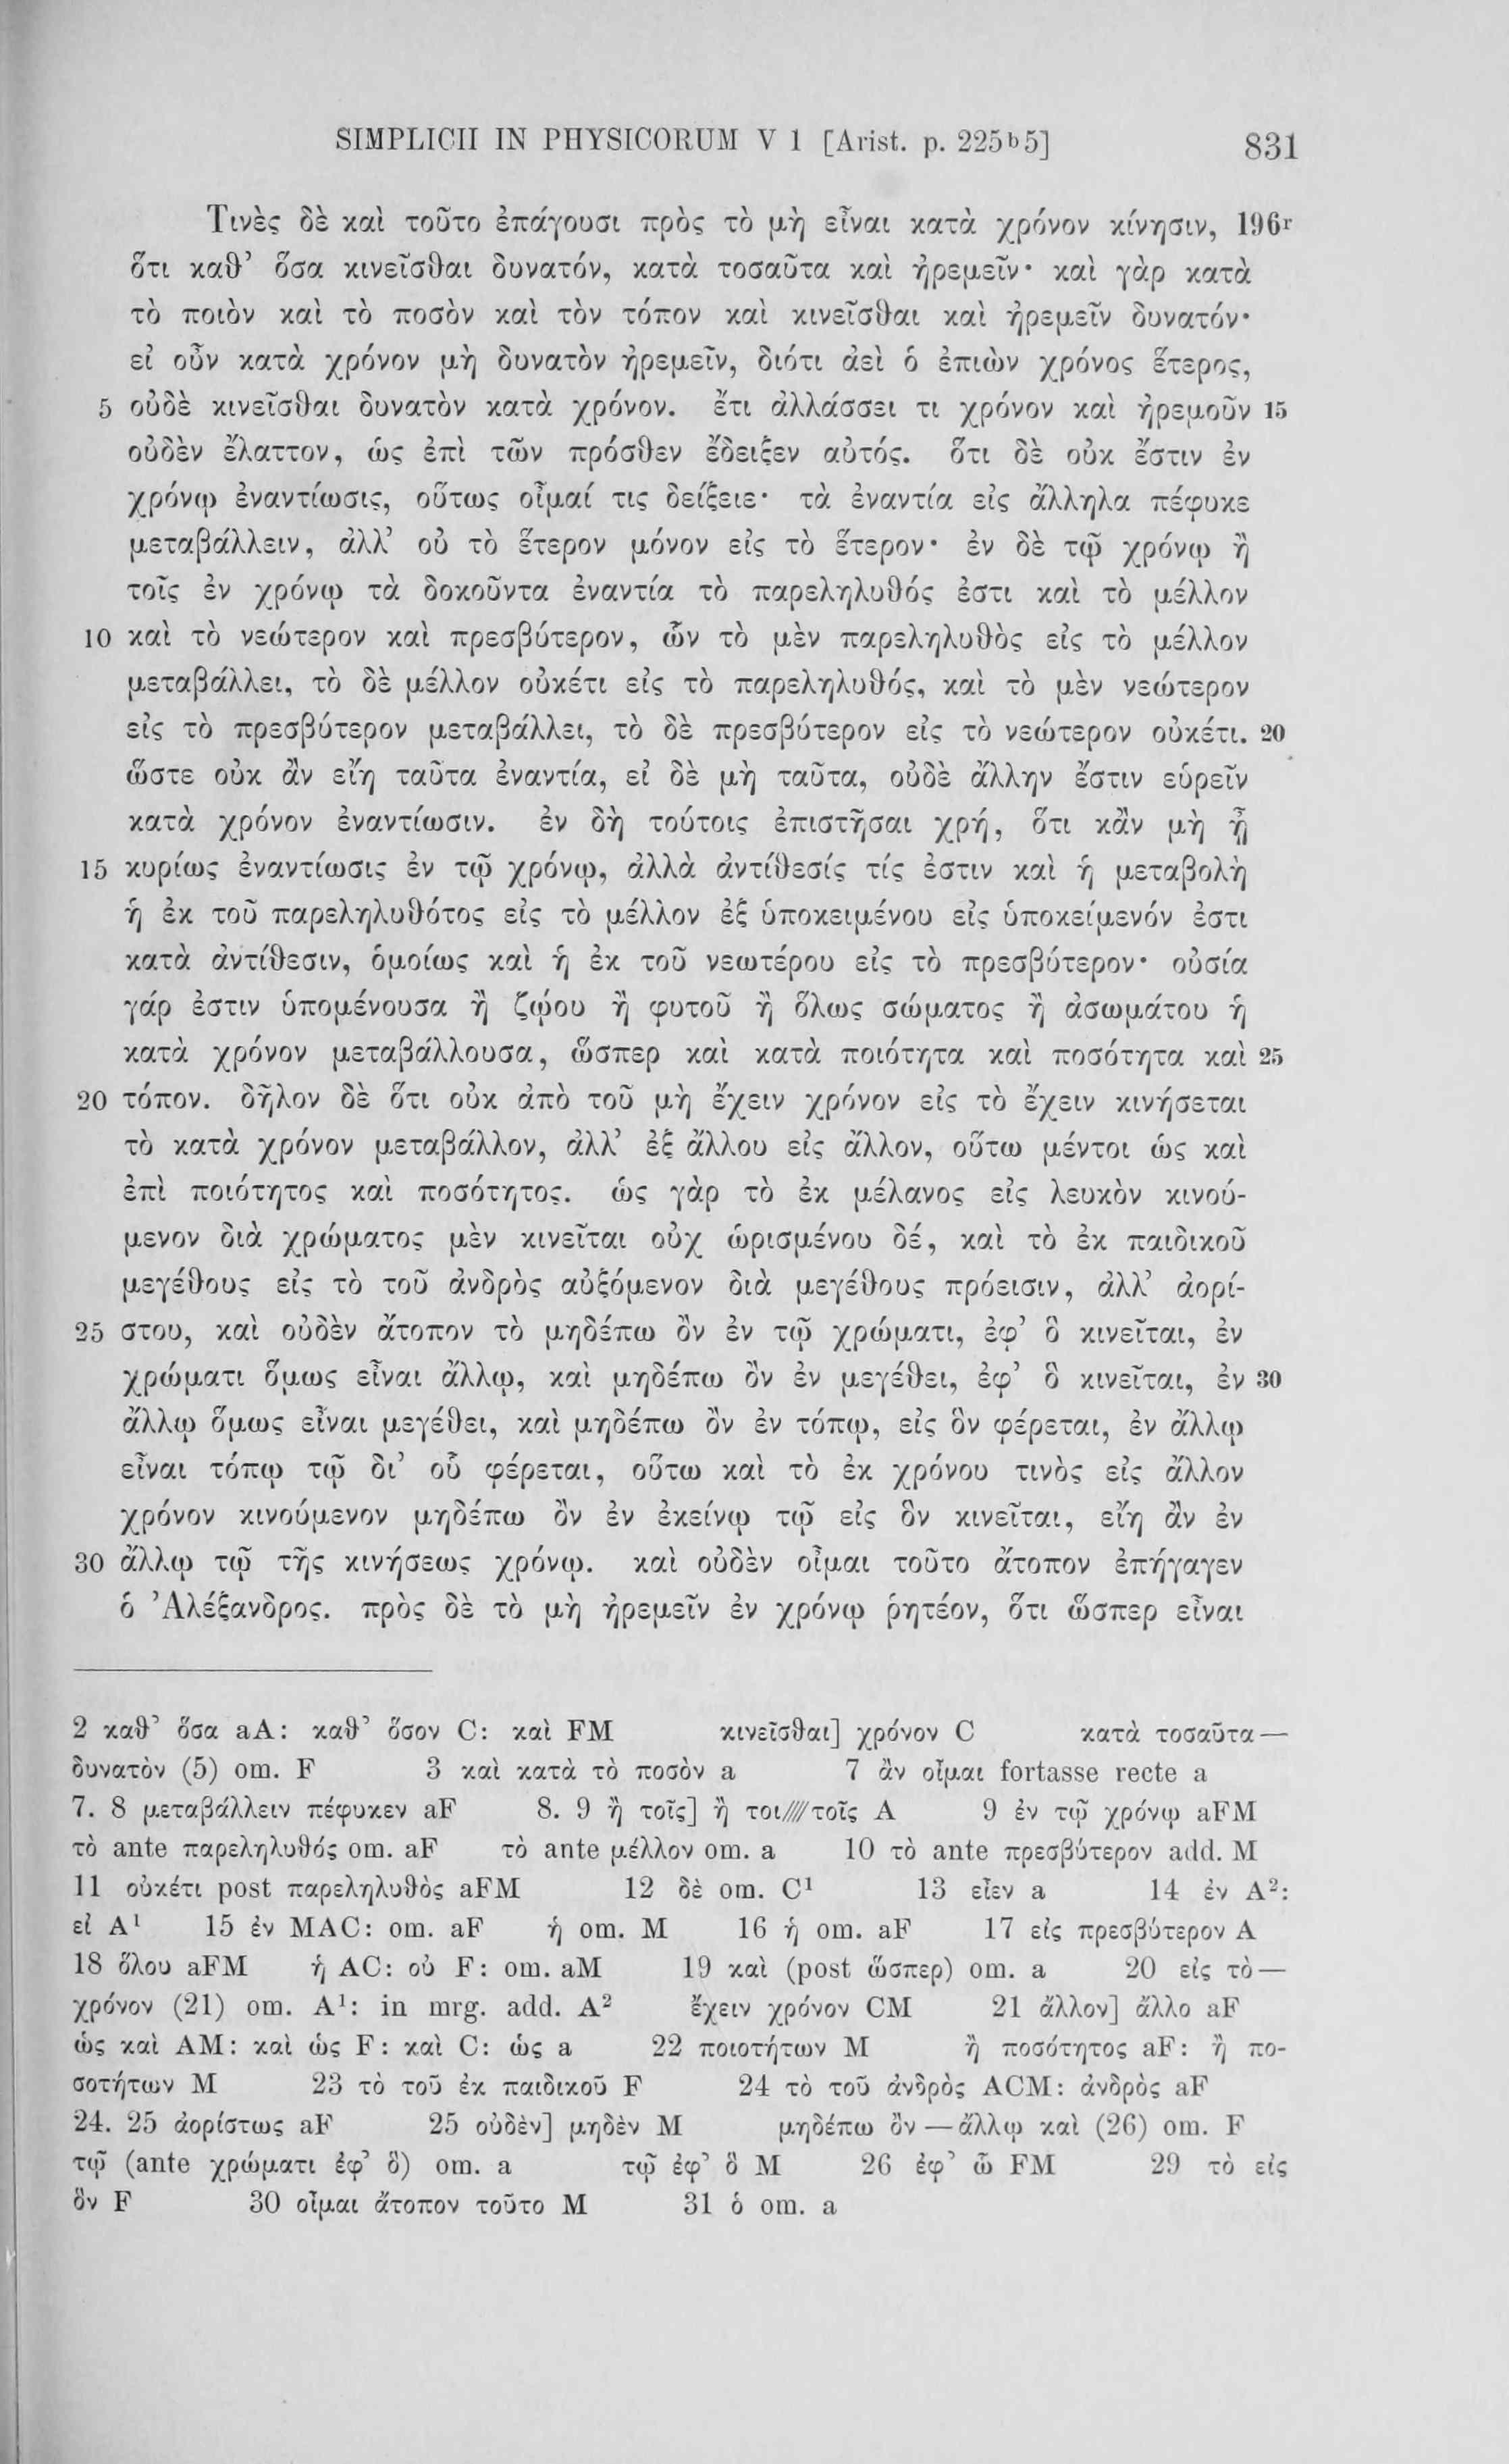 SIMPLICII IN PHYSICORUM V 1 [Arist. p. 225ᵇ5] 831
Τινὲς δὲ καὶ τοῦτο ἐπάγουσι πρὸς τὸ μὴ εἶναι κατὰ χρόνον κίνησιν, 196ʳ
ὅτι καθ’ ὅσα κινεῖσθαι δυνατόν, κατὰ τοσαῦτα καὶ ἠρεμεῖν· καὶ γὰρ κατὰ
τὸ ποιὸν καὶ τὸ ποσὸν καὶ τὸν τόπον καὶ κινεῖσθαι καὶ ἠρεμεῖν δυνατόν·
εἰ οὖν κατὰ χρόνον μὴ δυνατὸν ἠρεμεῖν, διότι ἀεὶ ὁ ἐπιὼν χρόνος ἕτερος,
5 οὐδὲ κινεῖσθαι δυνατὸν κατὰ χρόνον. ἔτι ἀλλάσσει τι χρόνον καὶ ἠρεμοῦν 15
οὐδὲν ἔλαττον, ὡς ἐπὶ τῶν πρόσθεν ἔδειξεν αὐτός. ὅτι δὲ οὐκ ἔστιν ἐν
χρόνῳ ἐναντίωσις, οὕτως οἶμαί τις δείξειε· τὰ ἐναντία εἰς ἄλληλα πέφυκε
μεταβάλλειν, ἀλλ’ οὐ τὸ ἕτερον μόνον εἰς τὸ ἕτερον· ἐν δὲ τῷ χρόνῳ ἢ
τοῖς ἐν χρόνῳ τὰ δοκοῦντα ἐναντία τὸ παρεληλυθός ἐστι καὶ τὸ μέλλον
10 καὶ τὸ νεώτερον καὶ πρεσβύτερον, ὧν τὸ μὲν παρεληλυθὸς εἰς τὸ μέλλον
μεταβάλλει, τὸ δὲ μέλλον οὐκέτι εἰς τὸ παρεληλυθός, καὶ τὸ μὲν νεώτερον
εἰς τὸ πρεσβύτερον μεταβάλλει, τὸ δὲ πρεσβύτερον εἰς τὸ νεώτερον οὐκέτι. 20
ὥστε οὐκ ἂν εἴη ταῦτα ἐναντία, εἰ δὲ μὴ ταῦτα, οὐδὲ ἄλλην ἔστιν εὑρεῖν
κατὰ χρόνον ἐναντίωσιν. ἐν δὴ τούτοις ἐπιστῆσαι χρή, ὅτι κἂν μὴ ᾖ
15 κυρίως ἐναντίωσις ἐν τῷ χρόνῳ, ἀλλὰ ἀντίθεσίς τίς ἐστιν καὶ ἡ μεταβολὴ
ἡ ἐκ τοῦ παρεληλυθότος εἰς τὸ μέλλον ἐξ ὑποκειμένου εἰς ὑποκείμενόν ἐστι
κατὰ ἀντίθεσιν, ὁμοίως καὶ ἡ ἐκ τοῦ νεωτέρου εἰς τὸ πρεσβύτερον· οὐσία
γάρ ἐστιν ὑπομένουσα ἢ ζῴου ἢ φυτοῦ ἢ ὅλως σώματος ἢ ἀσωμάτου ἡ
κατὰ χρόνον μεταβάλλουσα, ὥσπερ καὶ κατὰ ποιότητα καὶ ποσότητα καὶ 25
20 τόπον. δῆλον δὲ ὅτι οὐκ ἀπὸ τοῦ μὴ ἔχειν χρόνον εἰς τὸ ἔχειν κινήσεται
τὸ κατὰ χρόνον μεταβάλλον, ἀλλ’ ἐξ ἄλλου εἰς ἄλλον, οὕτω μέντοι ὡς καὶ
ἐπὶ ποιότητος καὶ ποσότητος. ὡς γὰρ τὸ ἐκ μέλανος εἰς λευκὸν κινού-
μενον διὰ χρώματος μὲν κινεῖται οὐχ ὡρισμένου δέ, καὶ τὸ ἐκ παιδικοῦ
μεγέθους εἰς τὸ τοῦ ἀνδρὸς αὐξόμενον διὰ μεγέθους πρόεισιν, ἀλλ’ ἀορί-
25 στου, καὶ οὐδὲν ἄτοπον τὸ μηδέπω ὂν ἐν τῷ χρώματι, ἐφ’ ὃ κινεῖται, ἐν
χρώματι ὅμως εἶναι ἄλλῳ, καὶ μηδέπω ὂν ἐν μεγέθει, ἐφ’ ὃ κινεῖται, ἐν 30
ἄλλῳ ὅμως εἶναι μεγέθει, καὶ μηδέπω ὂν ἐν τόπῳ, εἰς ὃν φέρεται, ἐν ἄλλῳ
εἶναι τόπῳ τῷ δι’ οὗ φέρεται, οὕτω καὶ τὸ ἐκ χρόνου τινὸς εἰς ἄλλον
χρόνον κινούμενον μηδέπω ὂν ἐν ἐκείνῳ τῷ εἰς ὃν κινεῖται, εἴη ἂν ἐν
30 ἄλλῳ τῷ τῆς κινήσεως χρόνῳ. καὶ οὐδὲν οἶμαι τοῦτο ἄτοπον ἐπήγαγεν
ὁ Ἀλέξανδρος. πρὸς δὲ τὸ μὴ ἠρεμεῖν ἐν χρόνῳ ῥητέον, ὅτι ὥσπερ εἶναι
2 καθ’ ὅσα aA: καθ’ ὅσον C: καὶ FM κινεῖσθαι] χρόνον C κατὰ τοσαῦτα—
δυνατὸν (5) om. F 3 καὶ κατὰ τὸ ποσὸν a 7 ἂν οἶμαι fortasse recte a
7. 8 μεταβάλλειν πέφυκεν aF 8. 9 ἢ τοῖς] ἢ τοι////τοῖς A 9 ἐν τῷ χρόνῳ aFM
τὸ ante παρεληλυθός om. aF τὸ ante μέλλον om. a 10 τὸ ante πρεσβύτερον add. M
11 οὐκέτι post παρεληλυθὸς aFM 12 δὲ om. C¹ 13 εἶεν a 14 ἐν A²:
εἰ A¹ 15 ἐν MAC: om. aF ἡ om. M 16 ἡ om. aF 17 εἰς πρεσβύτερον A
18 ὅλου aFM ἡ AC: οὐ F: om. aM 19 καὶ (post ὥσπερ) om. a 20 εἰς τὸ—
χρόνον (21) om. A¹: in mrg. add. A² ἔχειν χρόνον CM 21 ἄλλον] ἄλλο aF
ὡς καὶ AM: καὶ ὡς F: καὶ C: ὡς a 22 ποιοτήτων M ἢ ποσότητος aF: ἢ πο-
σοτήτων M 23 τὸ τοῦ ἐκ παιδικοῦ F 24 τὸ τοῦ ἀνδρὸς ACM: ἀνδρὸς aF
24. 25 ἀορίστως aF 25 οὐδὲν] μηδὲν M μηδέπω ὂν — ἄλλῳ καὶ (26) om. F
τῷ (ante χρώματι ἐφ’ ὃ) om. a τῷ ἐφ’ ὃ M 26 ἐφ’ ᾧ FM 29 τὸ εἰς
ὃν F 30 οἶμαι ἄτοπον τοῦτο M 31 ὁ om. a